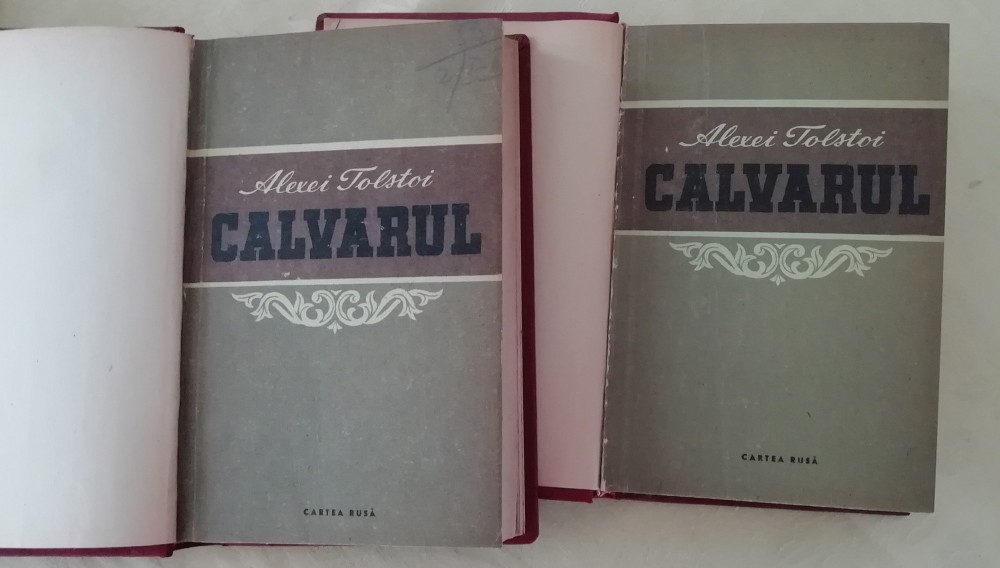 Alexei Tolstoi
CALVARUL
CARTEA RUSĂ
Alexei Tolstoi
CALVARUL
CARTEA RUSĂ